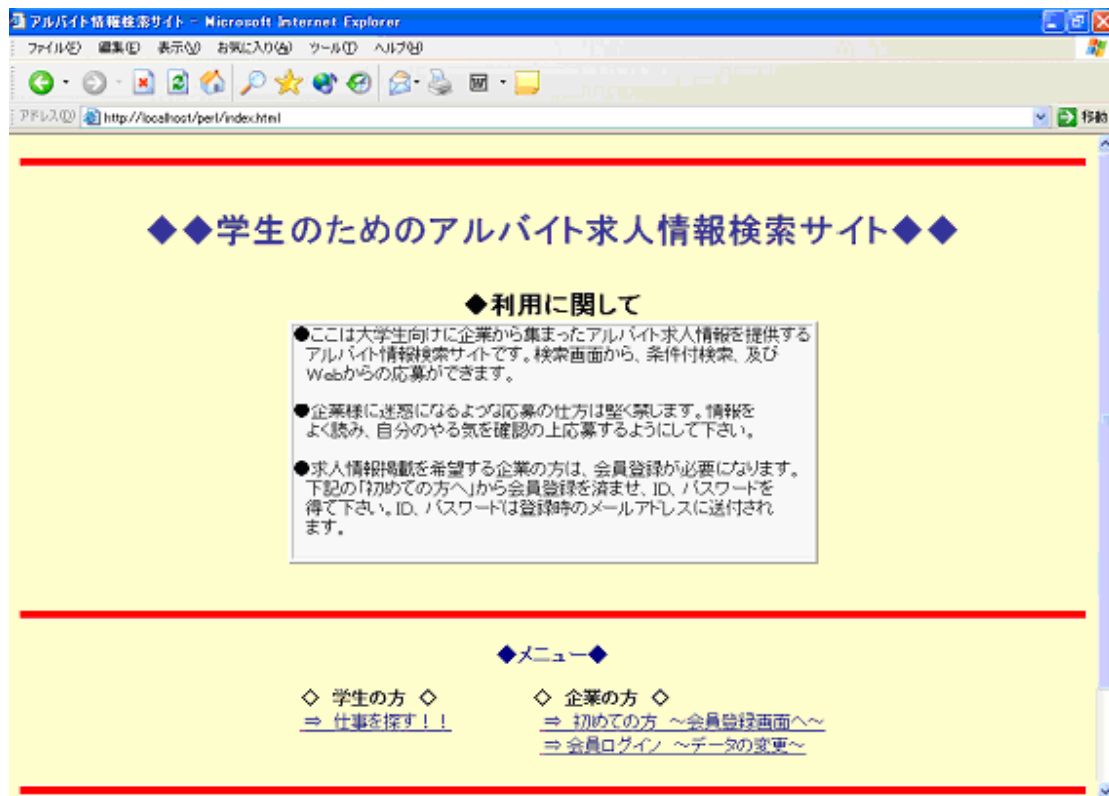 アルバイト情報検索サイト - Microsoft Internet Explorer
ファイル(F) 編集(E) 表示(V) お気に入り(A) ツール(T) ヘルプ(H)
アドレス(D) http://localhost/perl/index.html 移動
◆◆学生のためのアルバイト求人情報検索サイト◆◆
◆利用に関して
●ここは大学生向けに企業から集まったアルバイト求人情報を提供する
アルバイト情報検索サイトです。検索画面から、条件付検索、及び
Webからの応募ができます。
●企業様に迷惑になるような応募の仕方は堅く禁じます。情報を
よく読み、自分のやる気を確認の上応募するようにして下さい。
●求人情報掲載を希望する企業の方は、会員登録が必要になります。
下記の「初めての方へ」から会員登録を済ませ、ID、パスワードを
得て下さい。ID、パスワードは登録時のメールアドレスに送付され
ます。
◆メニュー◆
◇ 学生の方 ◇ ◇ 企業の方 ◇
⇒ 仕事を探す！！ ⇒ 初めての方 ～会員登録画面へ～
⇒会員ログイン ～データの変更～